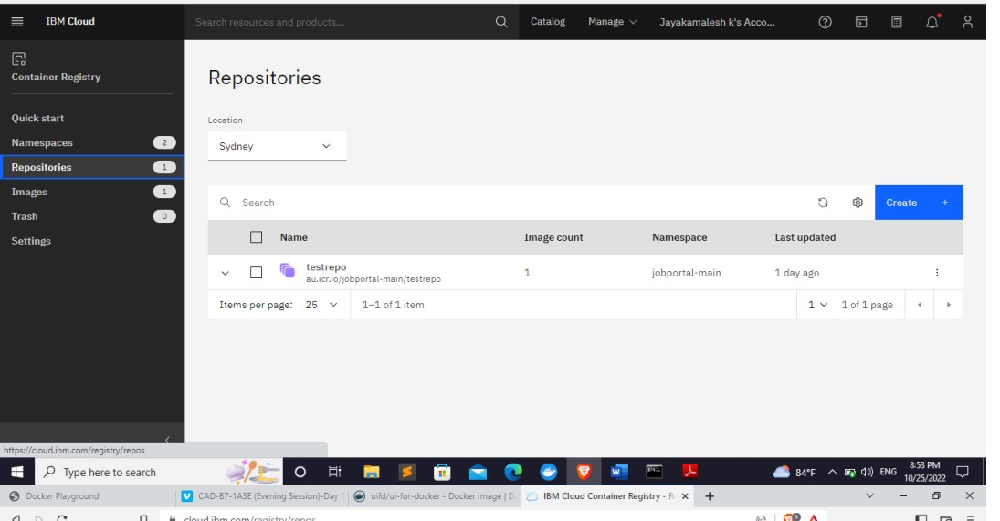 IBM Cloud
Search resources and products...
Catalog
Manage
Jayakamalesh k's Acco...
Container Registry
Quick start
Namespaces 2
Repositories 1
Images 1
Trash 0
Settings
Repositories
Location
Sydney
Search
Create +
Name Image count Namespace Last updated
testrepo
au.icr.io/jobportal-main/testrepo
1 jobportal-main 1 day ago
Items per page: 25 1–1 of 1 item 1 1 of 1 page
https://cloud.ibm.com/registry/repos
Type here to search
84°F
ENG
8:53 PM
10/25/2022
Docker Playground
CAD-B7-1A3E (Evening Session)-Day
uifd/ui-for-docker - Docker Image | D
IBM Cloud Container Registry - R
cloud.ibm.com/registry/repos